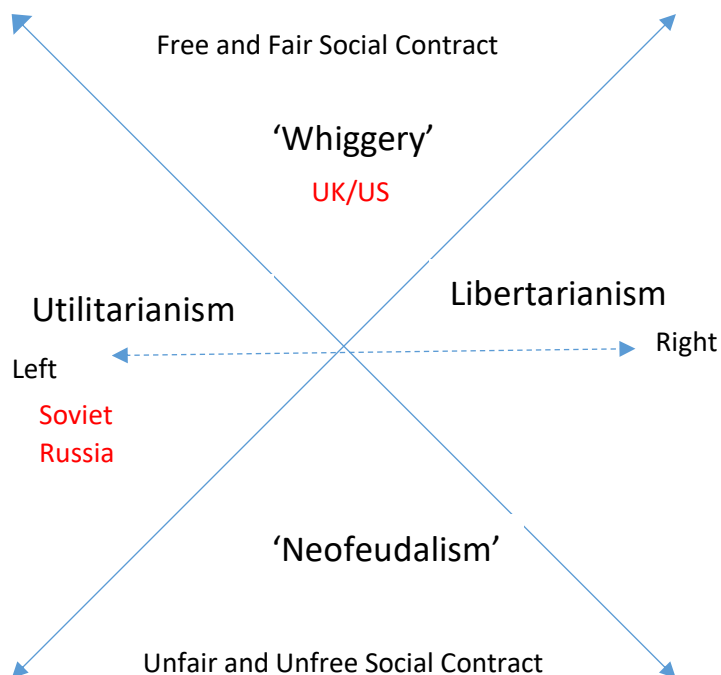 Free and Fair Social Contract
‘Whiggery’
UK/US
Utilitarianism
Libertarianism
Left
Right
Soviet
Russia
‘Neofeudalism’
Unfair and Unfree Social Contract